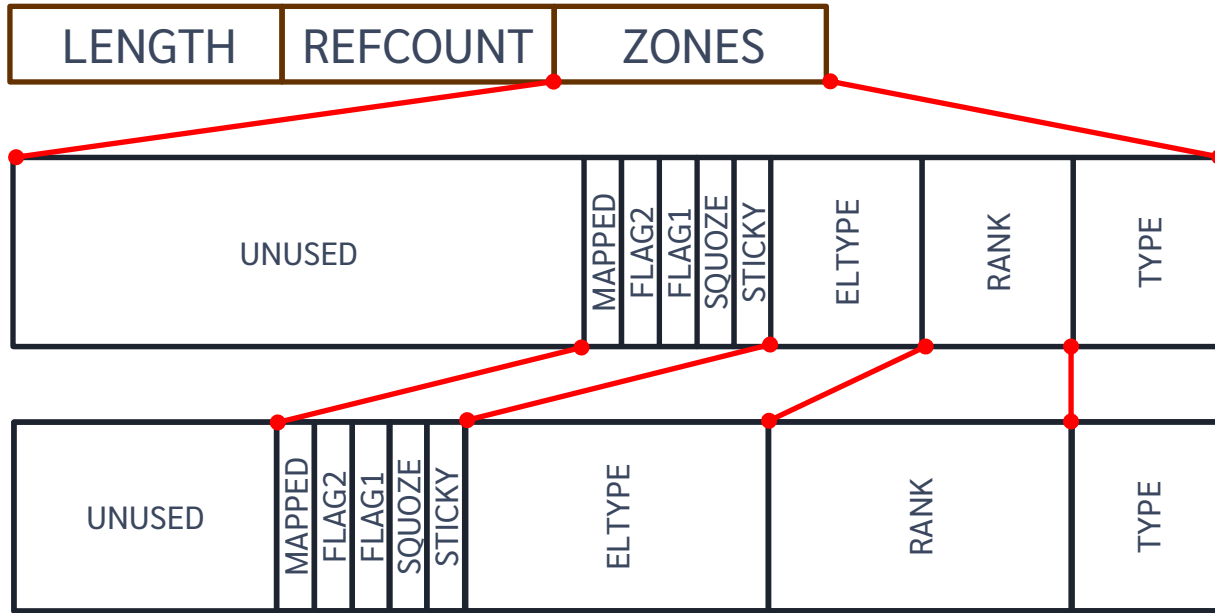 LENGTH REFCOUNT ZONES
UNUSED MAPPED FLAG2 FLAG1 SQUOZE STICKY ELTYPE RANK TYPE
UNUSED MAPPED FLAG2 FLAG1 SQUOZE STICKY ELTYPE RANK TYPE